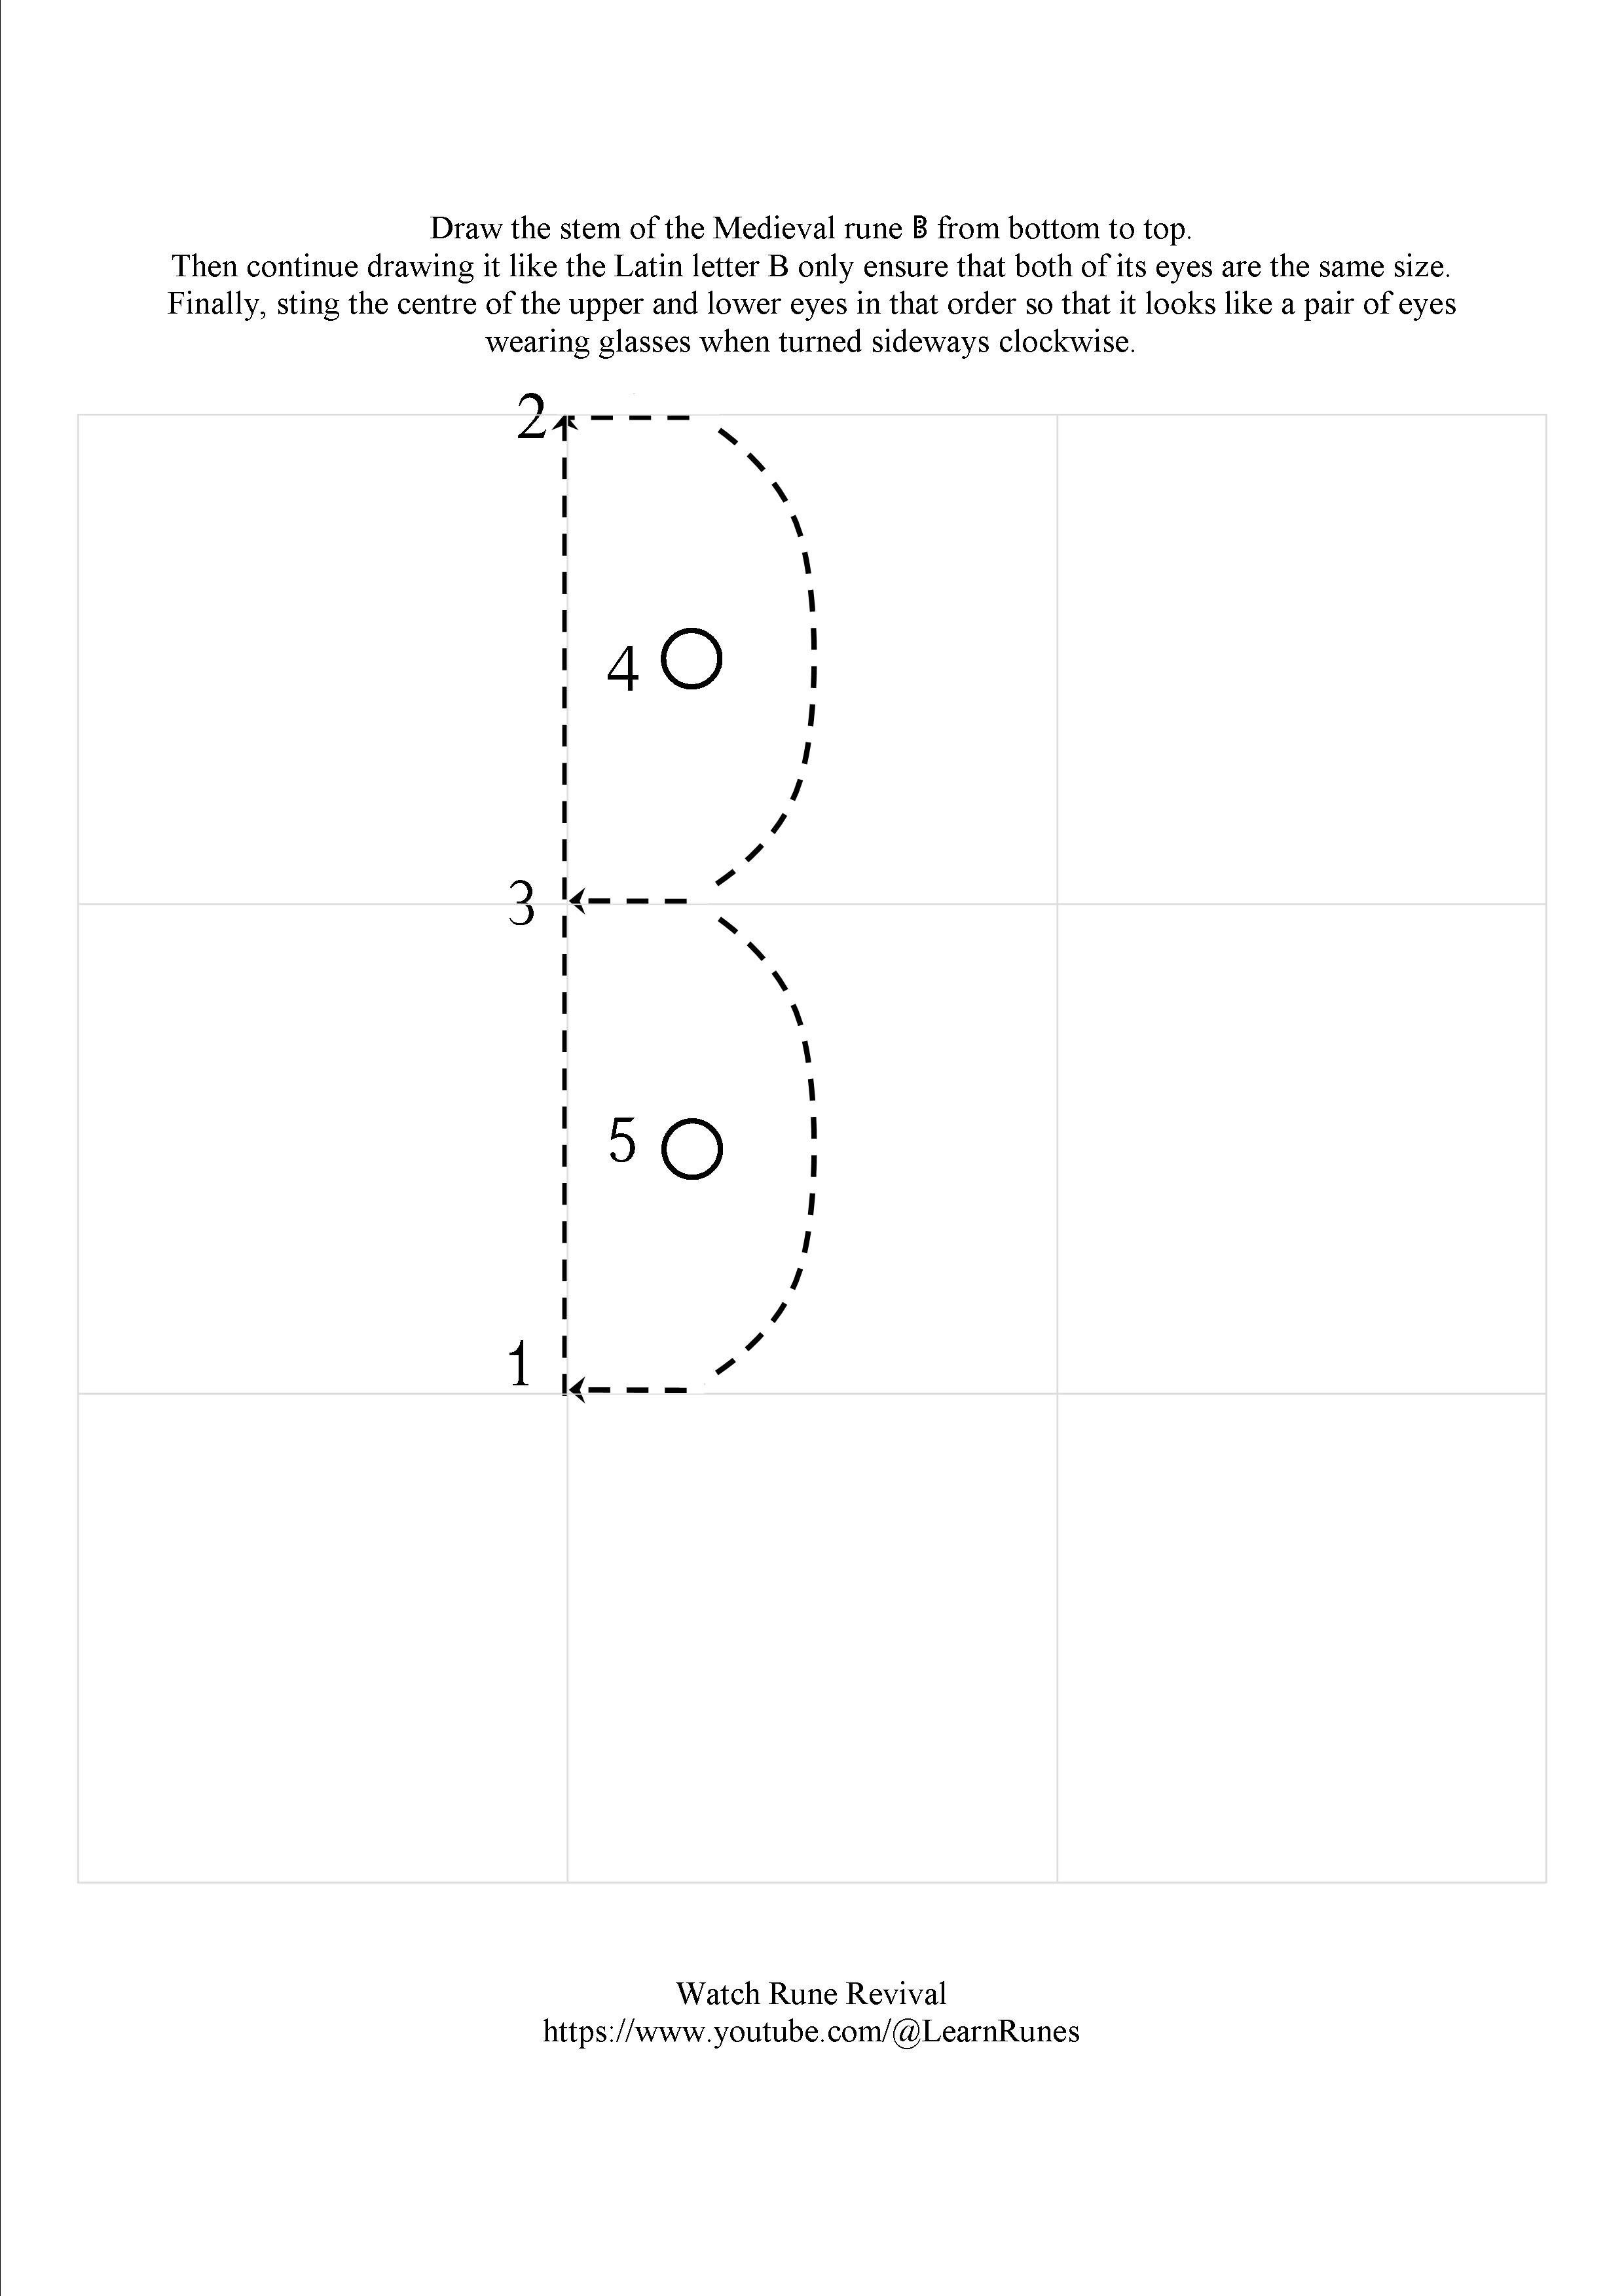 Draw the stem of the Medieval rune ᛔ from bottom to top.
Then continue drawing it like the Latin letter B only ensure that both of its eyes are the same size.
Finally, sting the centre of the upper and lower eyes in that order so that it looks like a pair of eyes
wearing glasses when turned sideways clockwise.
2
4
3
5
1
Watch Rune Revival
https://www.youtube.com/@LearnRunes